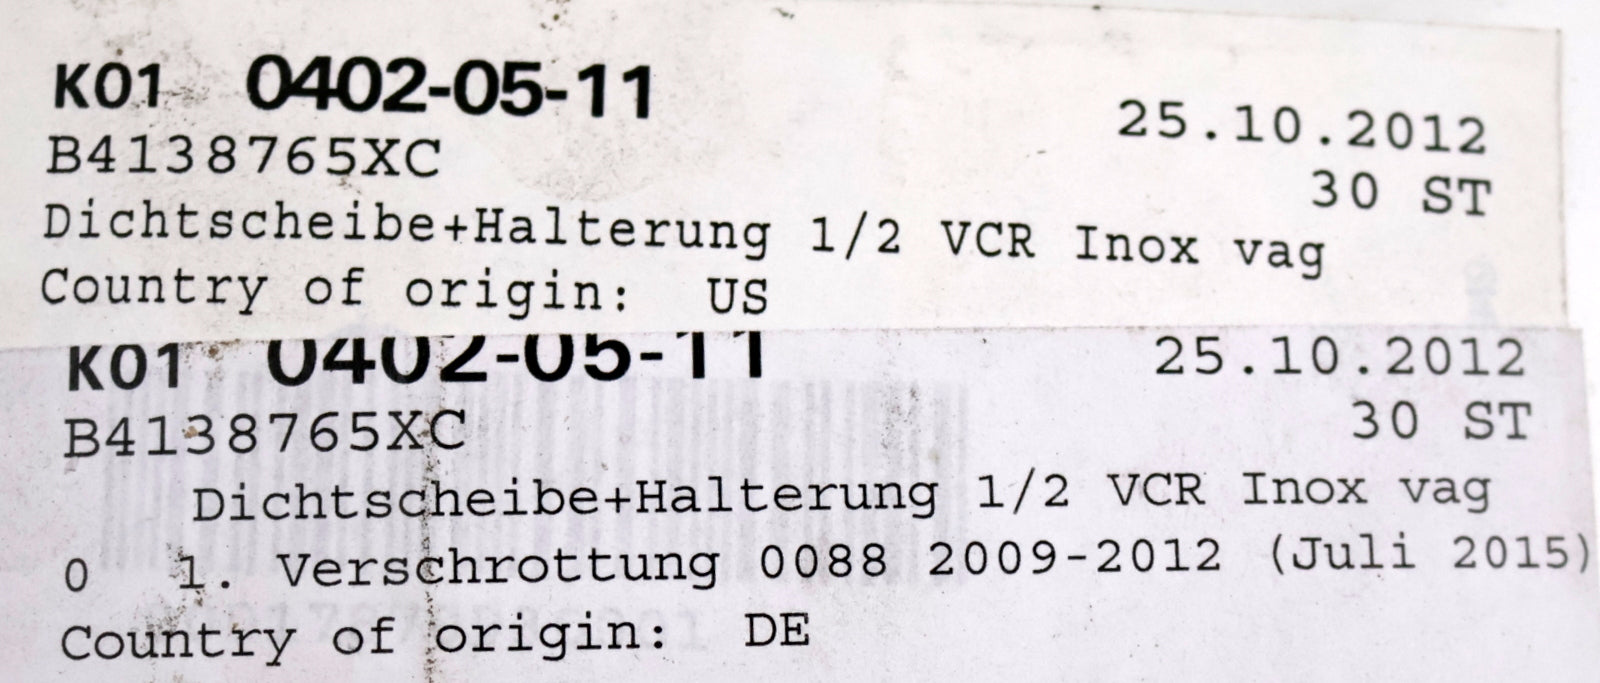 K01 0402-05-11
25.10.2012
B4138765XC
30 ST
Dichtscheibe+Halterung 1/2 VCR Inox vag
Country of origin: US
K01 0402-05-11
25.10.2012
B4138765XC
30 ST
Dichtscheibe+Halterung 1/2 VCR Inox vag
0 1. Verschrottung 0088 2009-2012 (Juli 2015)
Country of origin: DE